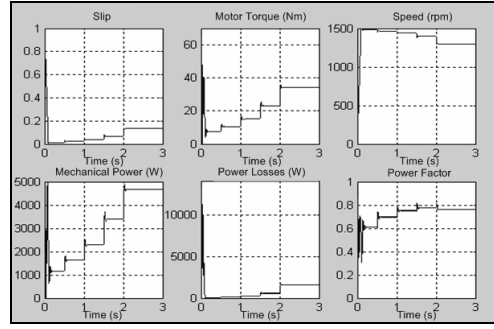 Slip
1
0.8
0.6
0.4
0.2
0
0 1 2 3
Time (s)
Motor Torque (Nm)
60
40
20
0
0 1 2 3
Time (s)
Speed (rpm)
1500
1000
500
0 1 2 3
Time (s)
Mechanical Power (W)
5000
4000
3000
2000
1000
0
0 1 2 3
Time (s)
Power Losses (W)
10000
5000
0
0 1 2 3
Time (s)
Power Factor
1
0.8
0.6
0.4
0.2
0
0 1 2 3
Time (s)